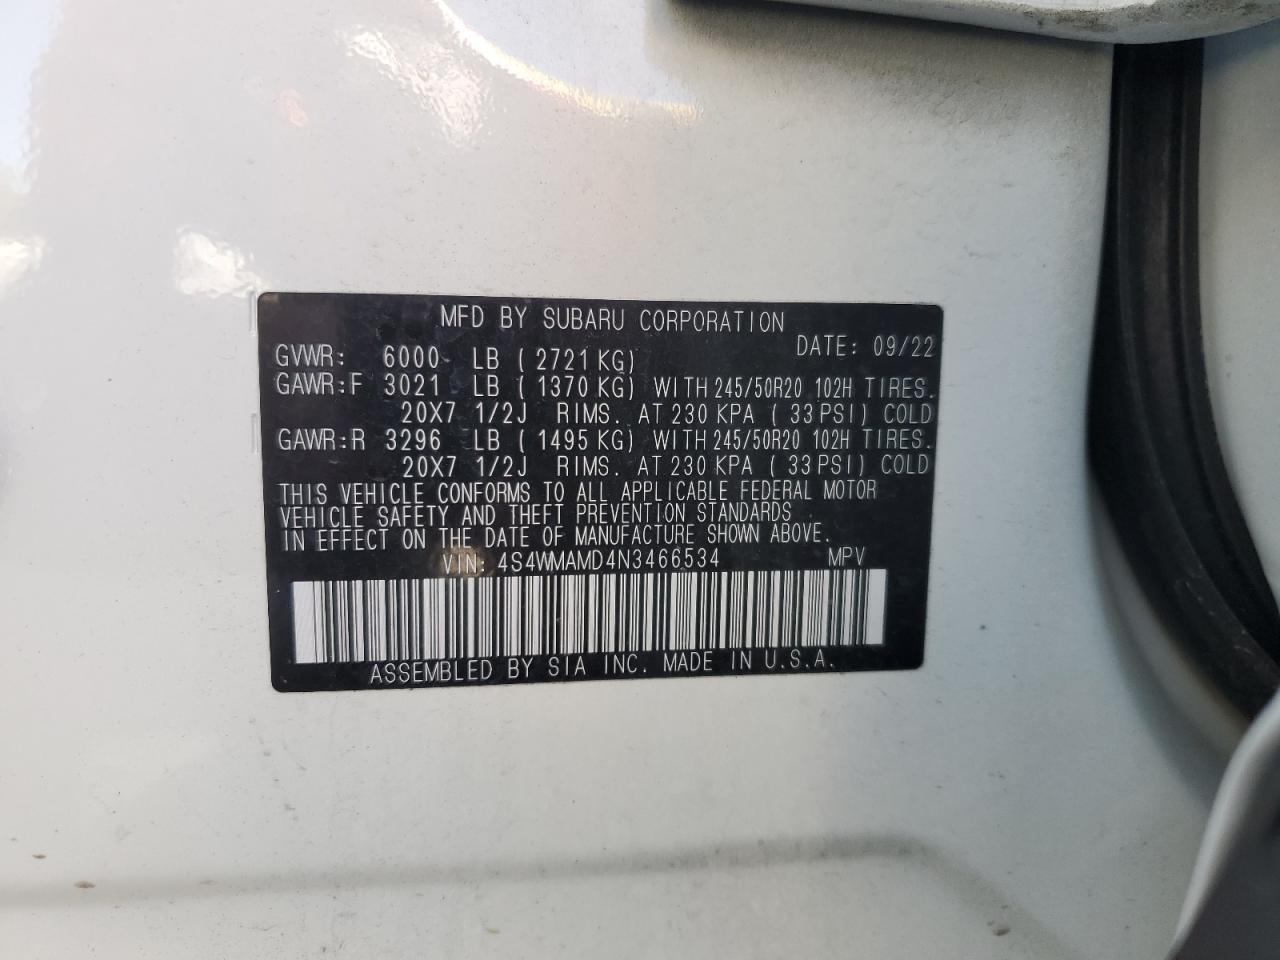 MFD BY SUBARU CORPORATION
DATE: 09/22
GVWR: 6000 LB ( 2721 KG)
GAWR:F 3021 LB ( 1370 KG) WITH 245/50R20 102H TIRES.
20X7 1/2J RIMS. AT 230 KPA ( 33 PSI) COLD
GAWR:R 3296 LB ( 1495 KG) WITH 245/50R20 102H TIRES.
20X7 1/2J RIMS. AT 230 KPA ( 33 PSI) COLD
THIS VEHICLE CONFORMS TO ALL APPLICABLE FEDERAL MOTOR
VEHICLE SAFETY AND THEFT PREVENTION STANDARDS
IN EFFECT ON THE DATE OF MANUFACTURE SHOWN ABOVE.
VIN: 4S4WMAMD4N3466534 MPV
ASSEMBLED BY SIA INC. MADE IN U.S.A.